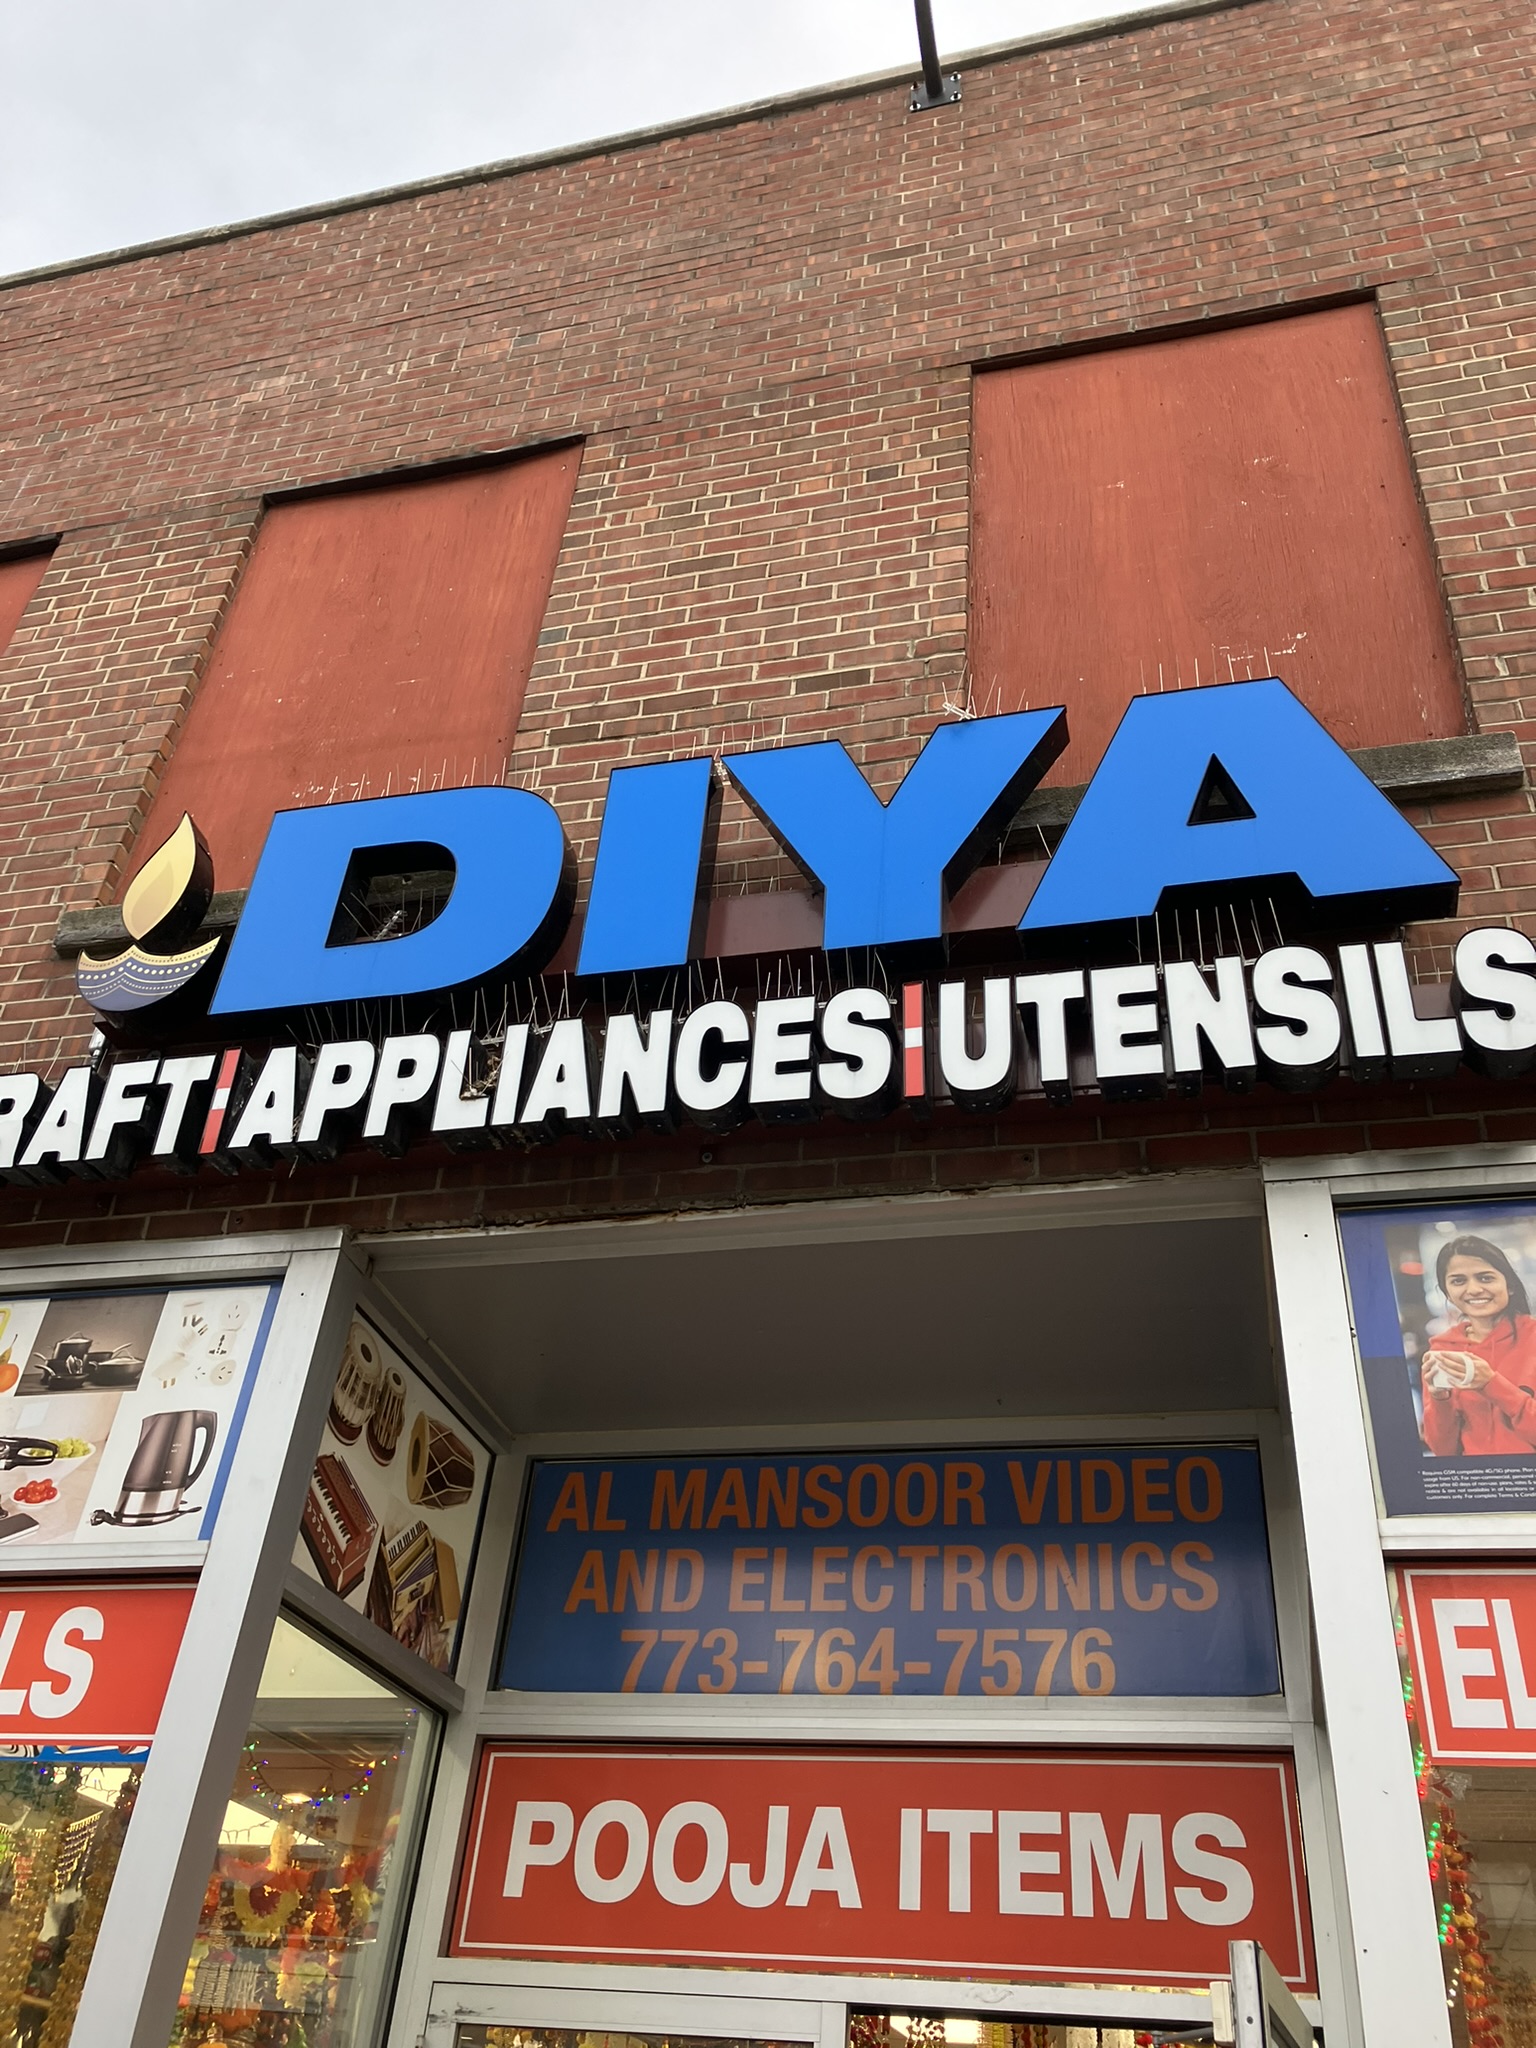 DIYA
RAFT | APPLIANCES | UTENSILS
AL MANSOOR VIDEO
AND ELECTRONICS
773-764-7576
LS
EL
POOJA ITEMS